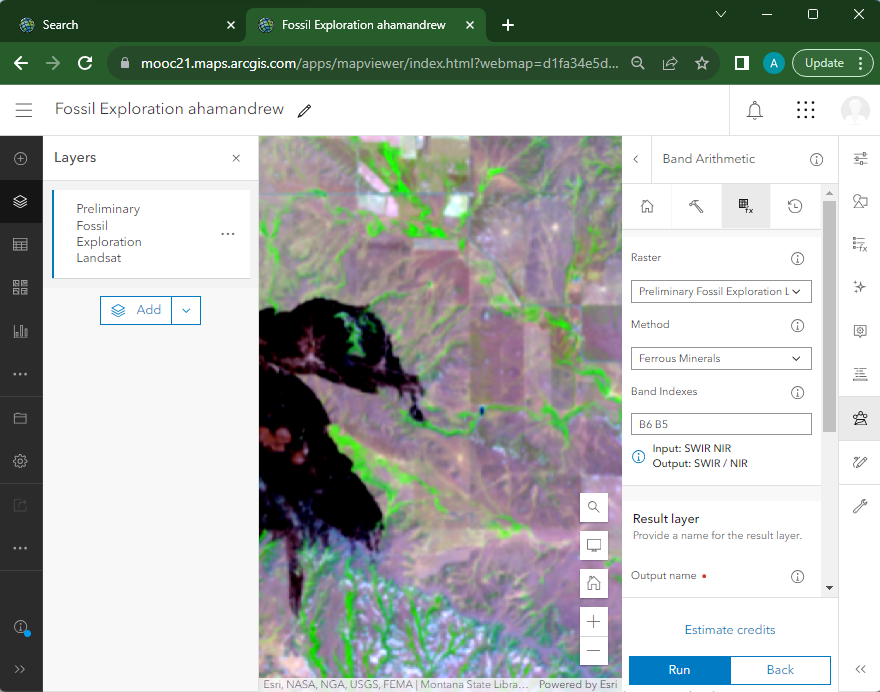 Search
Fossil Exploration ahamandrew
mooc21.maps.arcgis.com/apps/mapviewer/index.html?webmap=d1fa34e5d...
A
Update
Fossil Exploration ahamandrew
Layers
Preliminary
Fossil
Exploration
Landsat
Add
Esri, NASA, NGA, USGS, FEMA | Montana State Libra...
Powered by Esri
Band Arithmetic
Raster
Preliminary Fossil Exploration L
Method
Ferrous Minerals
Band Indexes
B6 B5
Input: SWIR NIR
Output: SWIR / NIR
Result layer
Provide a name for the result layer.
Output name
Estimate credits
Run
Back